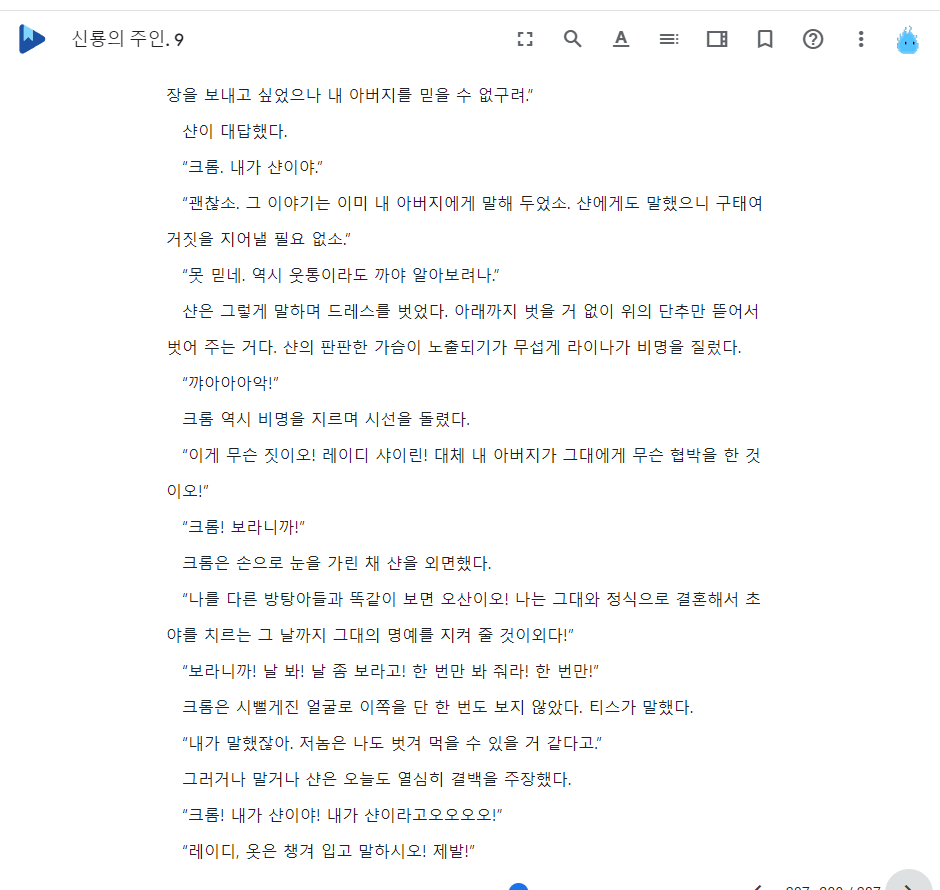 신룡의 주인. 9
장을 보내고 싶었으나 내 아버지를 믿을 수 없구려.”
샨이 대답했다.
“크롬. 내가 샨이야.”
“괜찮소. 그 이야기는 이미 내 아버지에게 말해 두었소. 샨에게도 말했으니 구태여
거짓을 지어낼 필요 없소.”
“못 믿네. 역시 웃통이라도 까야 알아보려나.”
샨은 그렇게 말하며 드레스를 벗었다. 아래까지 벗을 거 없이 위의 단추만 뜯어서
벗어 주는 거다. 샨의 판판한 가슴이 노출되기가 무섭게 라이나가 비명을 질렀다.
“꺄아아아악!”
크롬 역시 비명을 지르며 시선을 돌렸다.
“이게 무슨 짓이오! 레이디 샤이린! 대체 내 아버지가 그대에게 무슨 협박을 한 것
이오!”
“크롬! 보라니까!”
크롬은 손으로 눈을 가린 채 샨을 외면했다.
“나를 다른 방탕아들과 똑같이 보면 오산이오! 나는 그대와 정식으로 결혼해서 초
야를 치르는 그 날까지 그대의 명예를 지켜 줄 것이외다!”
“보라니까! 날 봐! 날 좀 보라고! 한 번만 봐 줘라! 한 번만!”
크롬은 시뻘게진 얼굴로 이쪽을 단 한 번도 보지 않았다. 티스가 말했다.
“내가 말했잖아. 저놈은 나도 벗겨 먹을 수 있을 거 같다고.”
그러거나 말거나 샨은 오늘도 열심히 결백을 주장했다.
“크롬! 내가 샨이야! 내가 샨이라고오오오오!”
“레이디, 옷은 챙겨 입고 말하시오! 제발!”